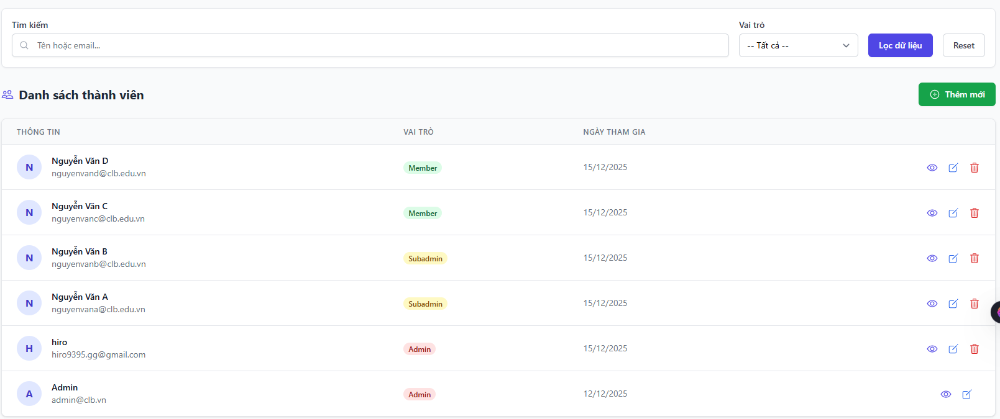 Tìm kiếm
Vai trò
Tên hoặc email...
-- Tất cả --
Lọc dữ liệu
Reset
Danh sách thành viên
Thêm mới
THÔNG TIN
VAI TRÒ
NGÀY THAM GIA
N
Nguyễn Văn D
nguyenvand@clb.edu.vn
Member
15/12/2025
N
Nguyễn Văn C
nguyenvanc@clb.edu.vn
Member
15/12/2025
N
Nguyễn Văn B
nguyenvanb@clb.edu.vn
Subadmin
15/12/2025
N
Nguyễn Văn A
nguyenvana@clb.edu.vn
Subadmin
15/12/2025
H
hiro
hiro9395.gg@gmail.com
Admin
15/12/2025
A
Admin
admin@clb.vn
Admin
12/12/2025